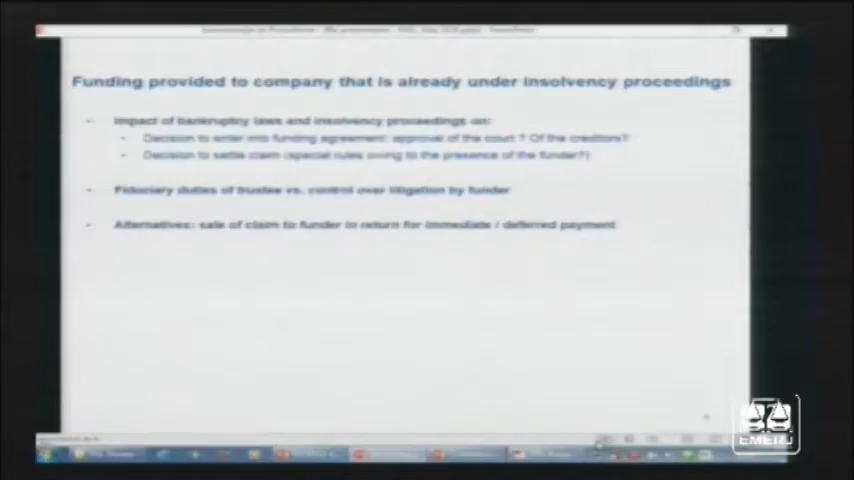 Funding provided to company that is already under insolvency proceedings
- Impact of bankruptcy laws and insolvency proceedings on:
- Decision to enter into funding agreement: approval of the court? Of the creditors?
- Decision to settle claim (special rules owing to the presence of the funder?)
- Fiduciary duties of trustee vs. control over litigation by funder
- Alternatives: sale of claim to funder in return for immediate / deferred payment
EMERJ